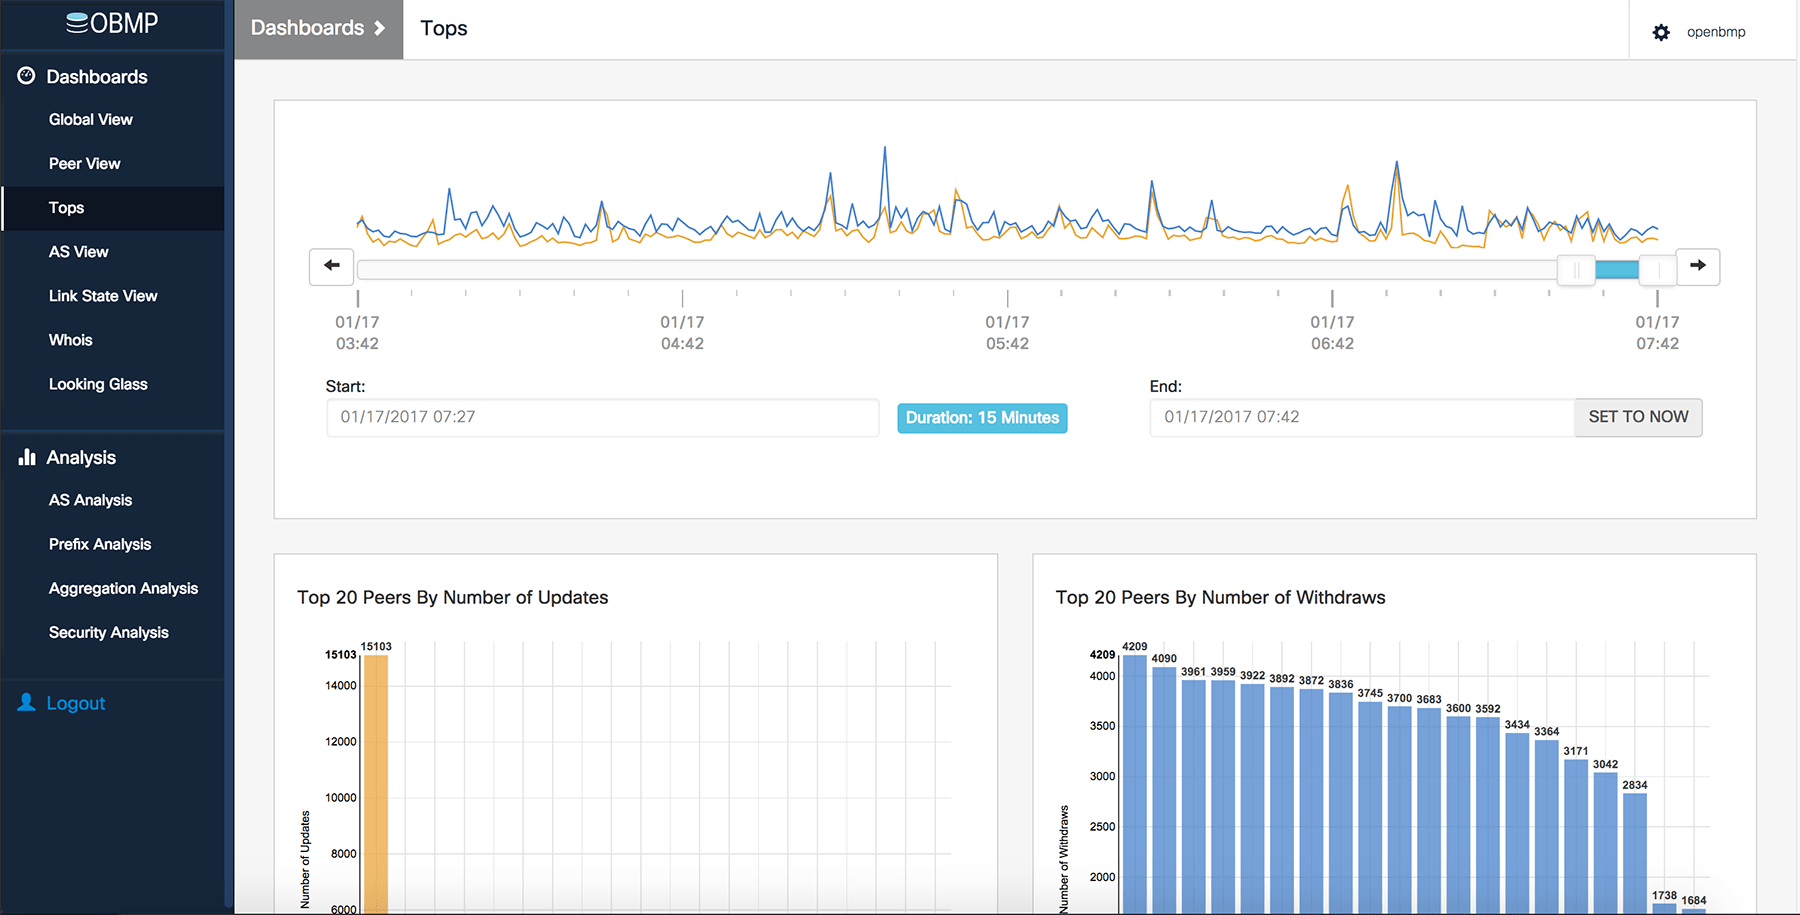 OBMP
Dashboards
Global View
Peer View
Tops
AS View
Link State View
Whois
Looking Glass
Analysis
AS Analysis
Prefix Analysis
Aggregation Analysis
Security Analysis
Logout
Dashboards
Tops
openbmp
01/17 01/17 01/17 01/17 01/17
03:42 04:42 05:42 06:42 07:42
Start:
01/17/2017 07:27
Duration: 15 Minutes
End:
01/17/2017 07:42
SET TO NOW
Top 20 Peers By Number of Updates
15103
15103
14000
12000
10000
8000
6000
Number of Updates
Top 20 Peers By Number of Withdraws
4209
4000
3500
3000
2500
2000
Number of Withdraws
4209 4090 3961 3959 3922 3892 3872 3836 3745 3700 3683 3600 3592 3434 3364 3171 3042 2834 1738 1684